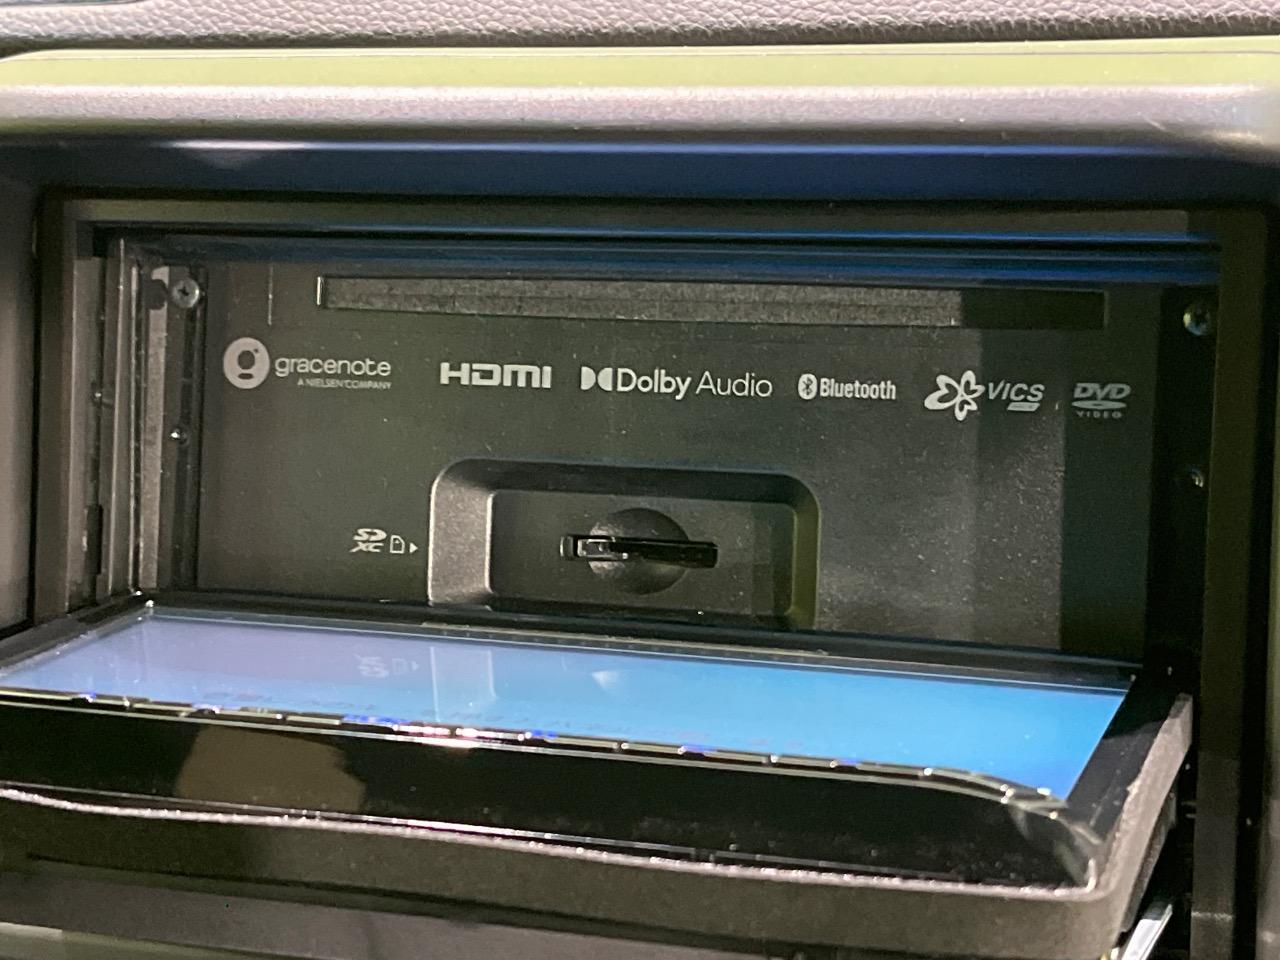 gracenote
A NIELSEN COMPANY
HDMI
Dolby Audio
Bluetooth
VICS
DVD
VIDEO
SD
XC